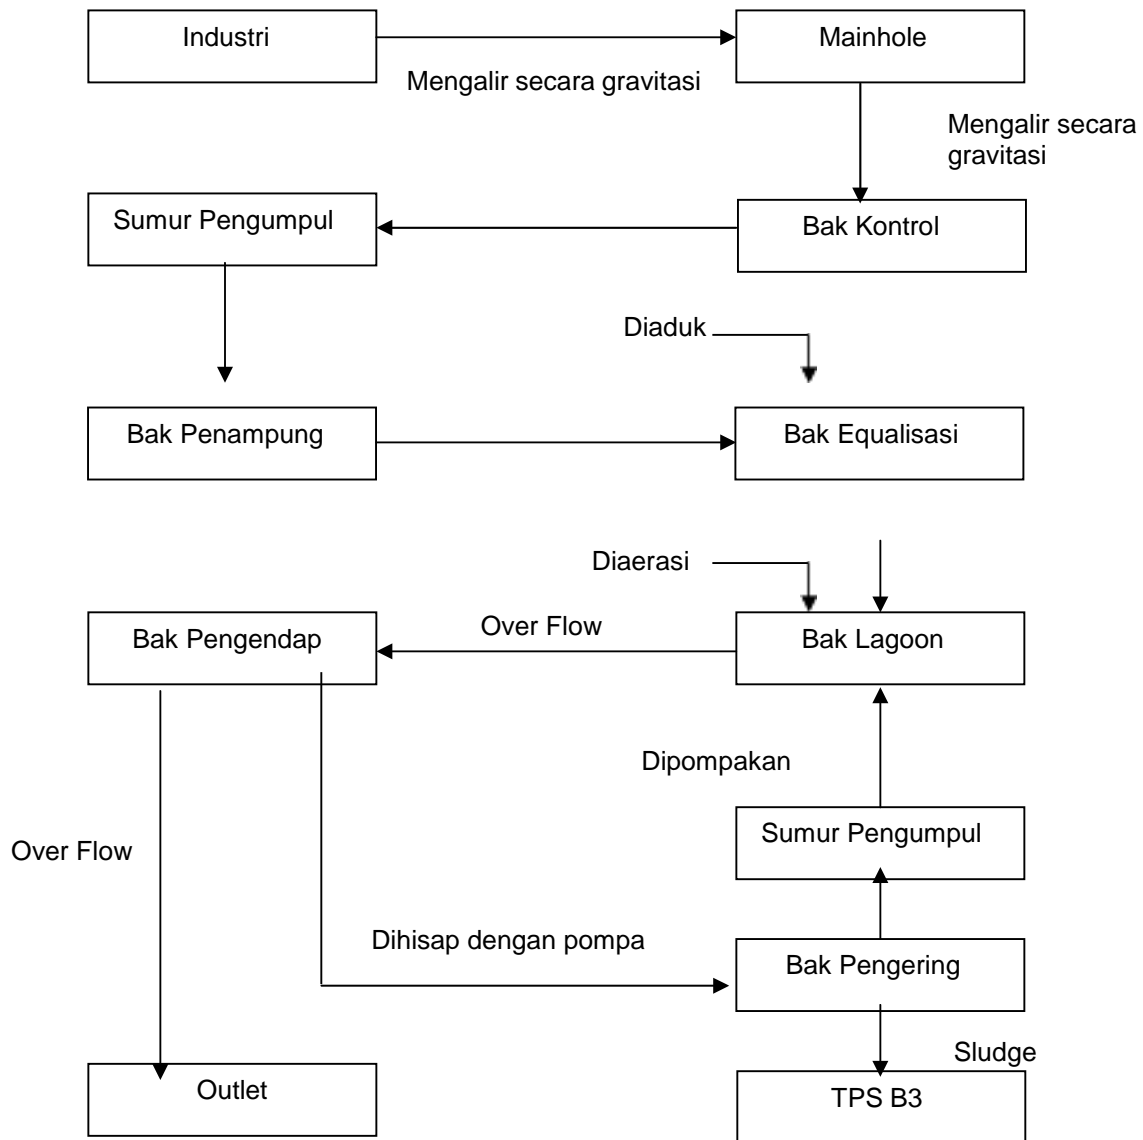 Industri
Mainhole
Mengalir secara gravitasi
Mengalir secara
gravitasi
Sumur Pengumpul
Bak Kontrol
Diaduk
Bak Penampung
Bak Equalisasi
Diaerasi
Bak Pengendap
Over Flow
Bak Lagoon
Dipompakan
Sumur Pengumpul
Over Flow
Dihisap dengan pompa
Bak Pengering
Sludge
Outlet
TPS B3